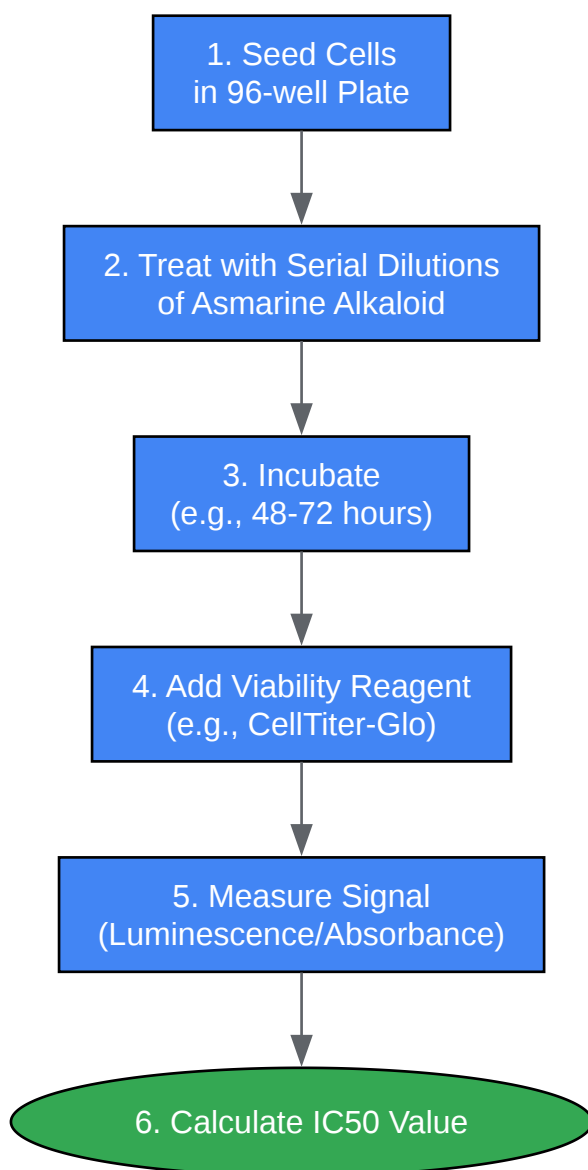 1. Seed Cells
in 96-well Plate
2. Treat with Serial Dilutions
of Asmarine Alkaloid
3. Incubate
(e.g., 48-72 hours)
4. Add Viability Reagent
(e.g., CellTiter-Glo)
5. Measure Signal
(Luminescence/Absorbance)
6. Calculate IC50 Value